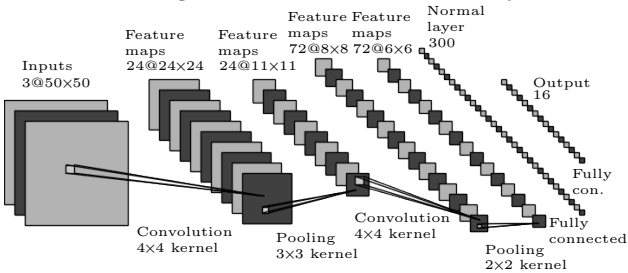 Inputs
3@50×50
Feature
maps
24@24×24
Feature
maps
24@11×11
Feature
maps
72@8×8
Feature
maps
72@6×6
Normal
layer
300
Output
16
Convolution
4×4 kernel
Pooling
3×3 kernel
Convolution
4×4 kernel
Pooling
2×2 kernel
Fully
connected
Fully
con.